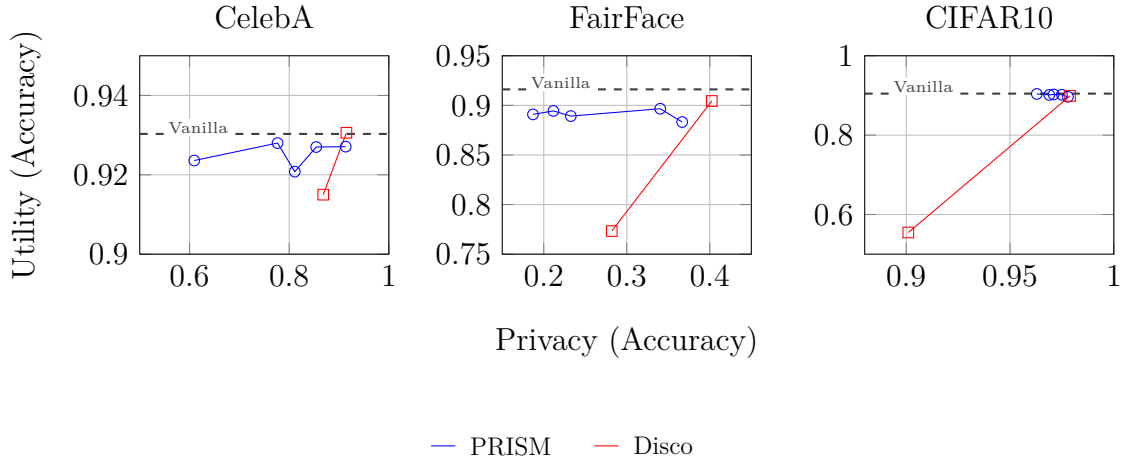 CelebA
FairFace
CIFAR10
Utility (Accuracy)
0.94
0.92
0.9
Vanilla
0.6
0.8
1
0.95
0.9
0.85
0.8
0.75
Vanilla
0.2
0.3
0.4
1
0.8
0.6
Vanilla
0.9
0.95
1
Privacy (Accuracy)
PRISM
Disco